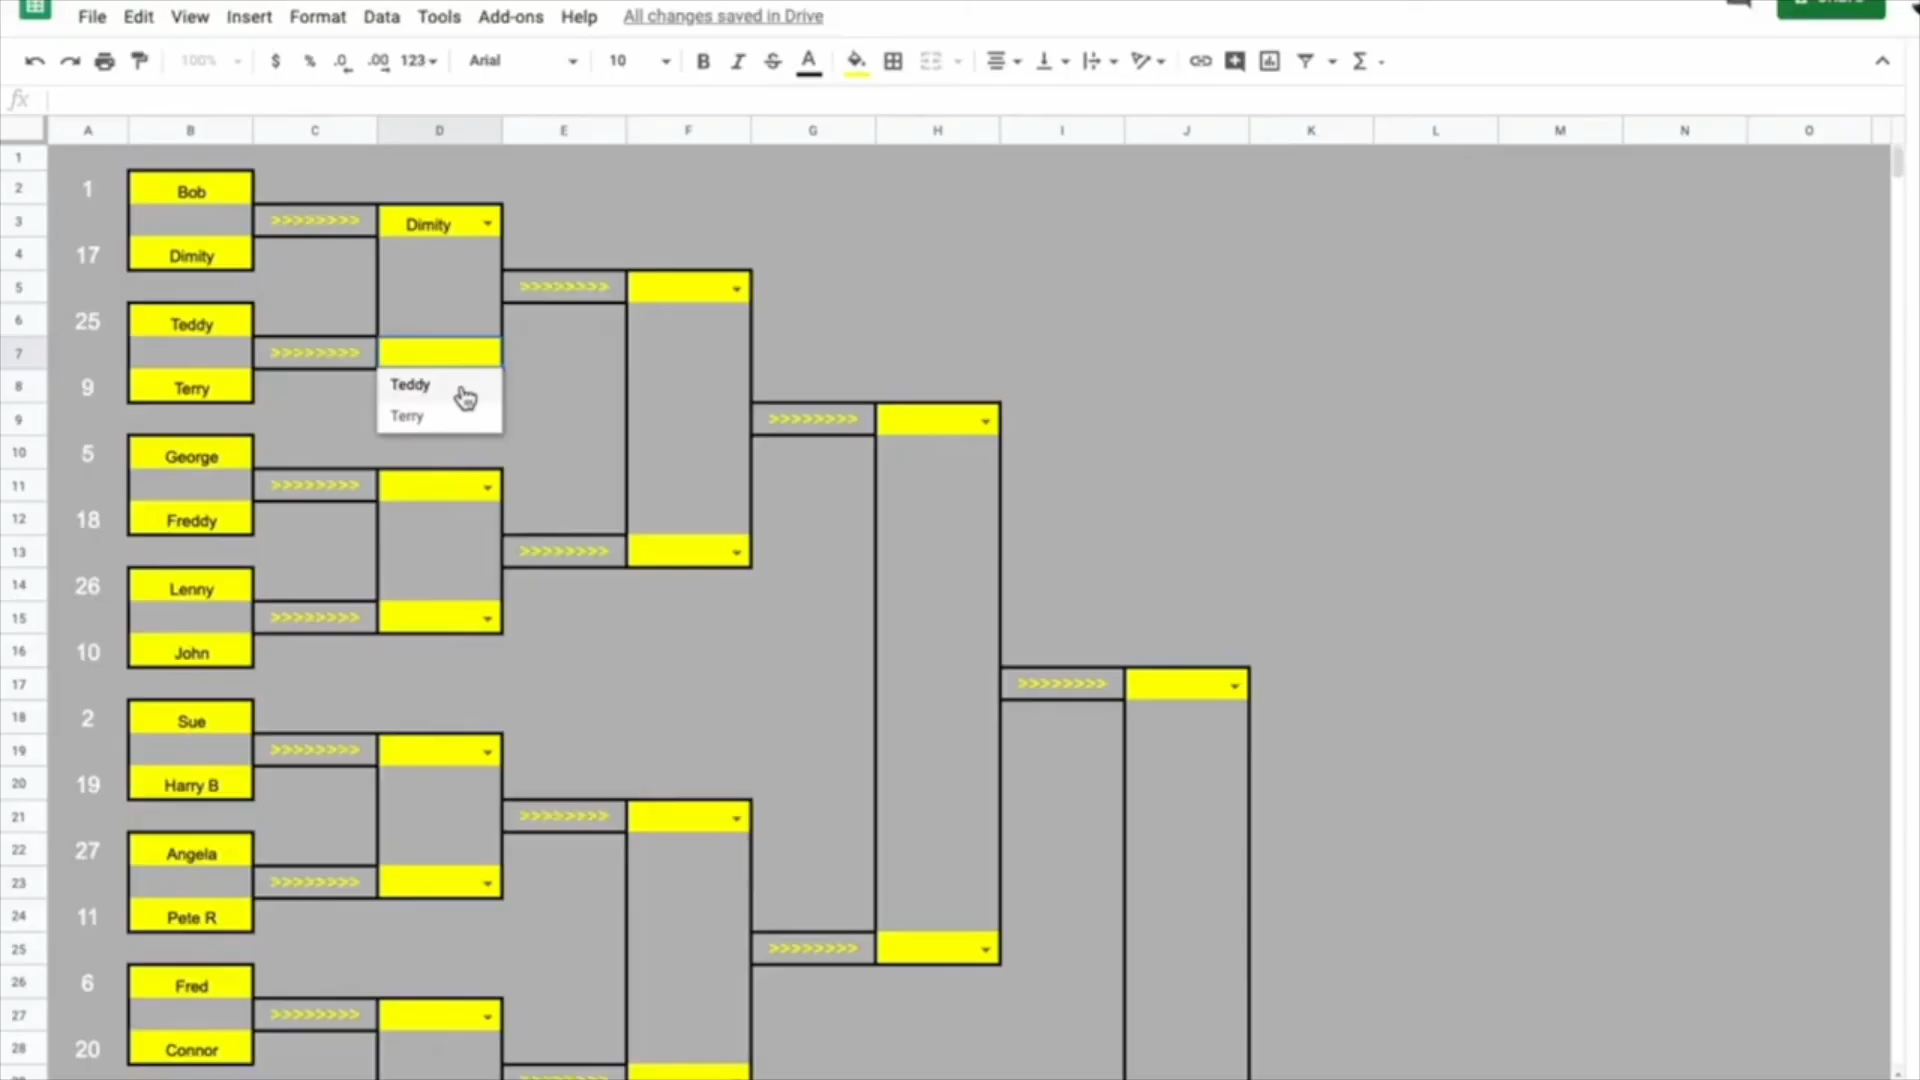 File Edit View Insert Format Data Tools Add-ons Help All changes saved in Drive
100% $ % .0 .00 123 Arial 10 B I S A Σ
fx
A B C D E F G H I J K L M N O
1
2 1 Bob
3 >>>>>>>> Dimity
4 17 Dimity
5 >>>>>>>>
6 25 Teddy
7 >>>>>>>>
8 9 Terry Teddy
9 Terry >>>>>>>>
10 5 George
11 >>>>>>>>
12 18 Freddy
13 >>>>>>>>
14 26 Lenny
15 >>>>>>>>
16 10 John
17 >>>>>>>>
18 2 Sue
19 >>>>>>>>
20 19 Harry B
21 >>>>>>>>
22 27 Angela
23 >>>>>>>>
24 11 Pete R
25 >>>>>>>>
26 6 Fred
27 >>>>>>>>
28 20 Connor
>>>>>>>>